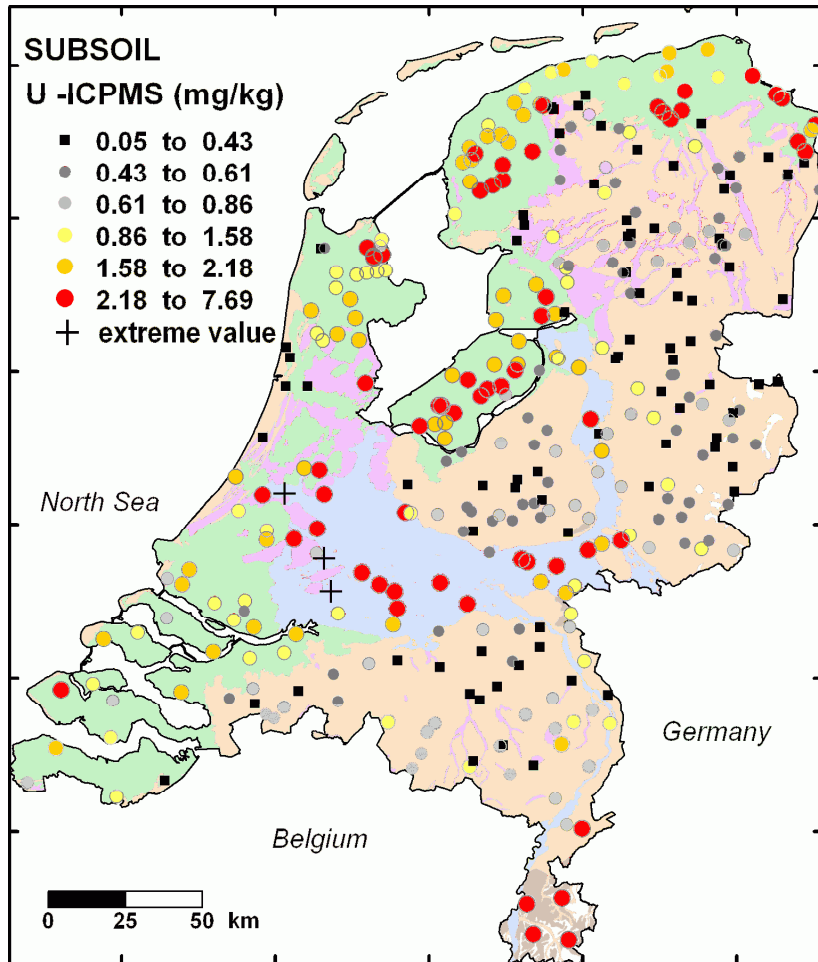 SUBSOIL
U -ICPMS (mg/kg)
0.05 to 0.43
0.43 to 0.61
0.61 to 0.86
0.86 to 1.58
1.58 to 2.18
2.18 to 7.69
extreme value
North Sea
Germany
Belgium
0 25 50 km